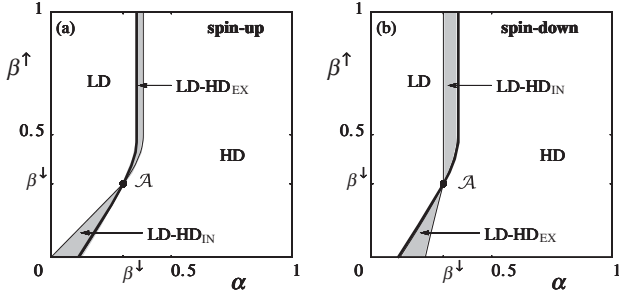 (a) spin-up
1
β↑
LD
LD-HD_EX
0.5
HD
β↓
𝒜
LD-HD_IN
0
β↓
0.5
α
1
(b) spin-down
1
β↑
LD
LD-HD_IN
0.5
HD
β↓
𝒜
LD-HD_EX
0
β↓
0.5
α
1